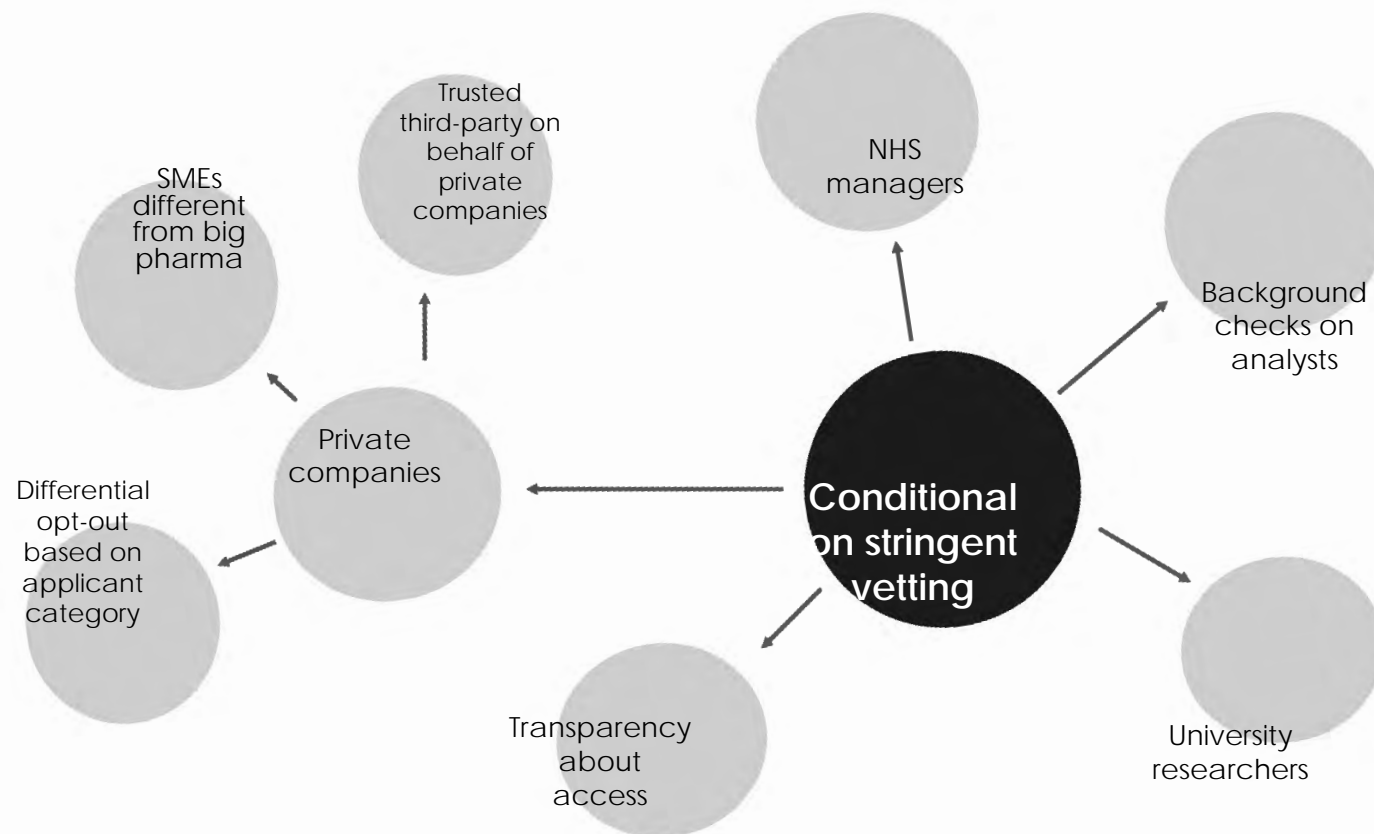 Trusted
third-party on
behalf of
private
companies
SMEs
different
from big
pharma
NHS
managers
Background
checks on
analysts
Private
companies
Differential
opt-out
based on
applicant
category
Conditional
on stringent
vetting
Transparency
about
access
University
researchers